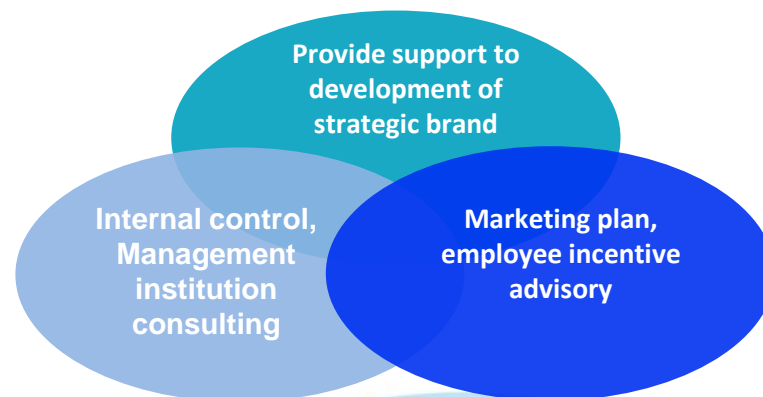 Provide support to
development of
strategic brand
Internal control,
Management
institution
consulting
Marketing plan,
employee incentive
advisory